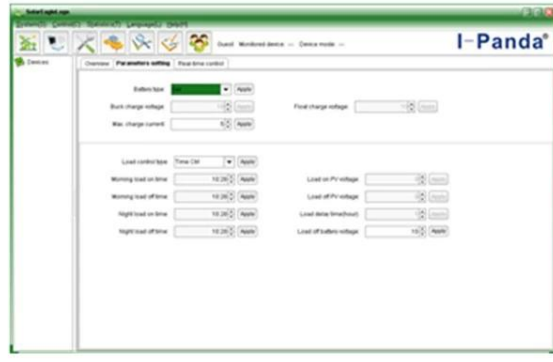 SolarEagleLogo
System(S) Control(C) Statistics(T) Language(L) Help(H)
Guest Monitored device: --- Device mode: ---
I-Panda®
Devices
Overview Parameters setting Real-time control
Battery type: Apply
Buck charge voltage: Apply Float charge voltage: Apply
Max. charge current: Apply
Load control type: Time Ctrl Apply
Morning load on time: 10:28 Apply Load on PV voltage: Apply
Morning load off time: 10:28 Apply Load off PV voltage: Apply
Night load on time: 10:28 Apply Load delay time(hour): Apply
Night load off time: 10:28 Apply Load off battery voltage: 10 Apply